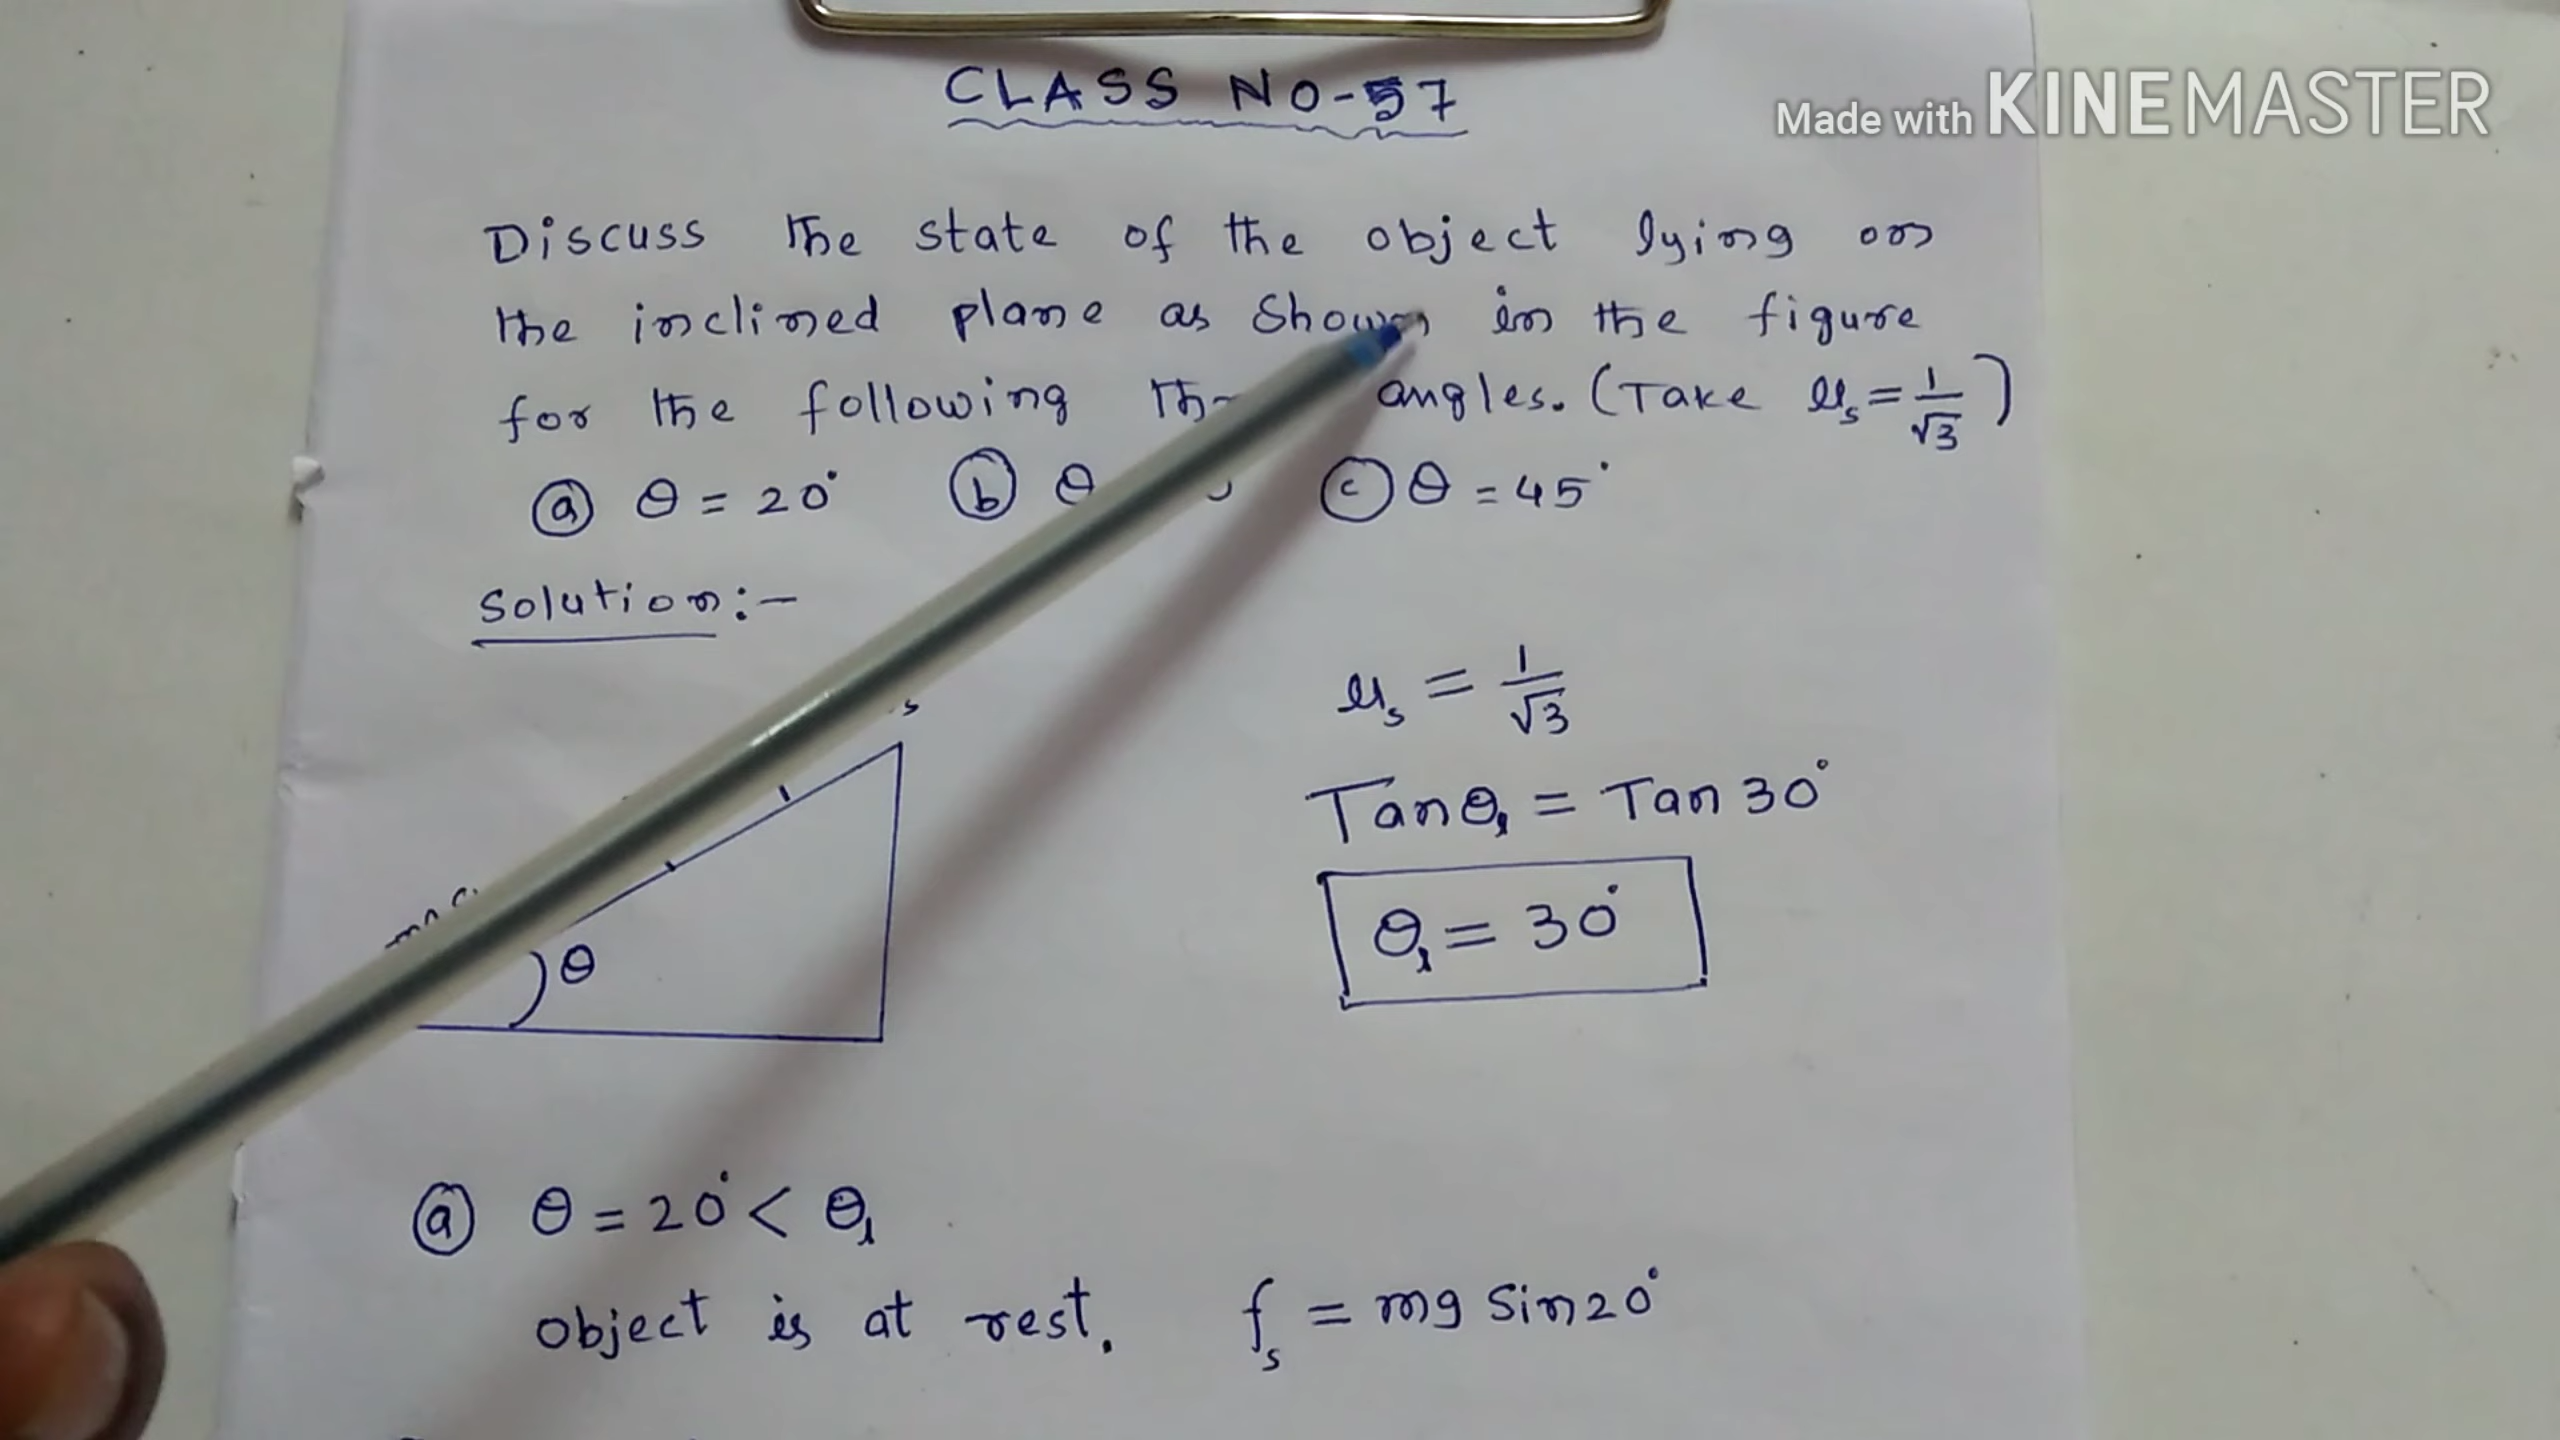 CLASS NO-57
Made with KINEMASTER
Discuss the state of the object lying on
the inclined plane as shown in the figure
for the following angles. (Take μs = 1/√3)
ⓐ θ = 20° ⓑ θ ⓒ θ = 45°
Solution:-
s
μs = 1/√3
Tanθ₁ = Tan 30°
θ₁ = 30°
θ
ⓐ θ = 20° < θ₁
object is at rest. fs = mg Sin20°